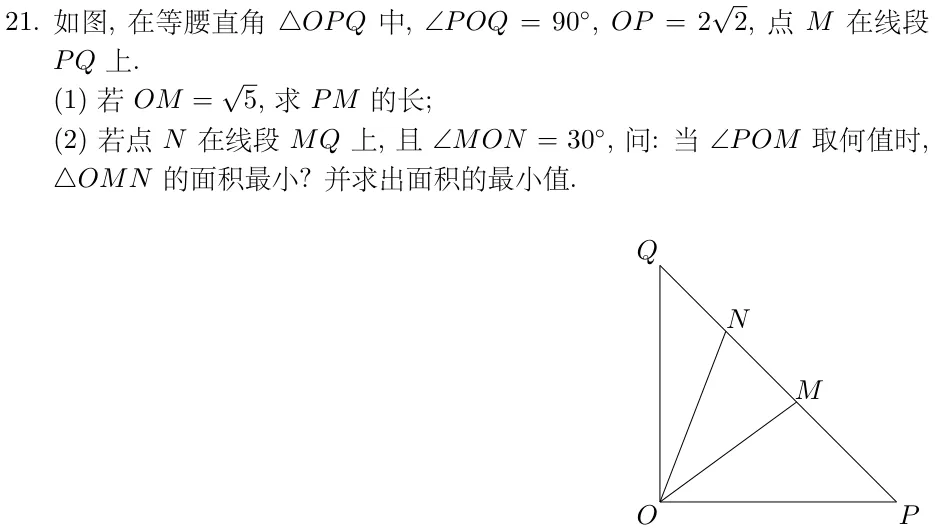 21. 如图, 在等腰直角 △OPQ 中, ∠POQ = 90°, OP = 2√2, 点 M 在线段
PQ 上.
(1) 若 OM = √5, 求 PM 的长;
(2) 若点 N 在线段 MQ 上, 且 ∠MON = 30°, 问: 当 ∠POM 取何值时,
△OMN 的面积最小? 并求出面积的最小值.
Q
N
M
O
P